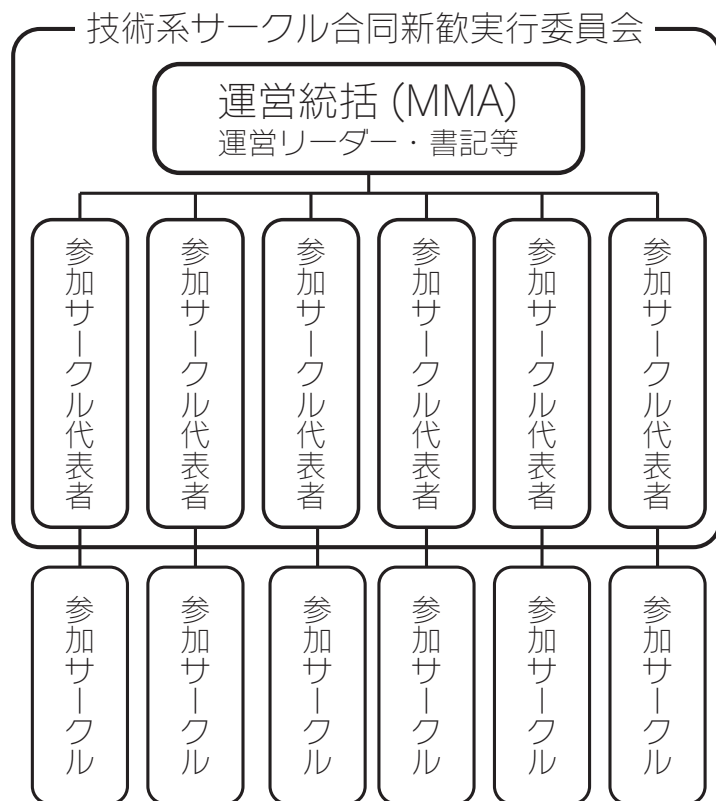 技術系サークル合同新歓実行委員会
運営統括 (MMA)
運営リーダー・書記等
参加サークル代表者
参加サークル代表者
参加サークル代表者
参加サークル代表者
参加サークル代表者
参加サークル代表者
参加サークル
参加サークル
参加サークル
参加サークル
参加サークル
参加サークル